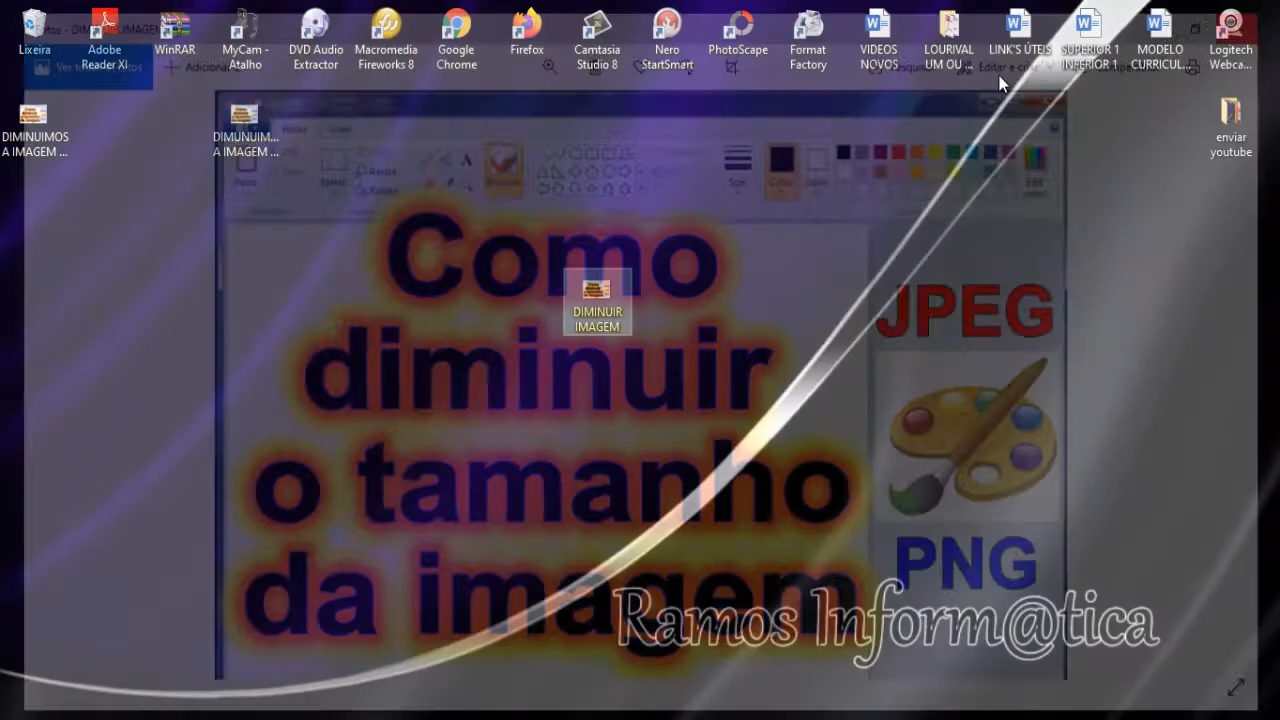 Lixeira
Adobe
Reader XI
WinRAR
MyCam -
Atalho
DVD Audio
Extractor
Macromedia
Fireworks 8
Google
Chrome
Firefox
Camtasia
Studio 8
Nero
StartSmart
PhotoScape
Format
Factory
VIDEOS
NOVOS
LOURIVAL
UM OU ...
LINK'S ÚTEIS
SUPERIOR 1
INFERIOR 1
MODELO
CURRICUL...
Logitech
Webca...
DIMINUIMOS
A IMAGEM ...
DIMUNUIM...
A IMAGEM ...
enviar
youtube
DIMINUIR
IMAGEM
Como
diminuir
o tamanho
da imagem
JPEG
PNG
Ramos Inform@tica